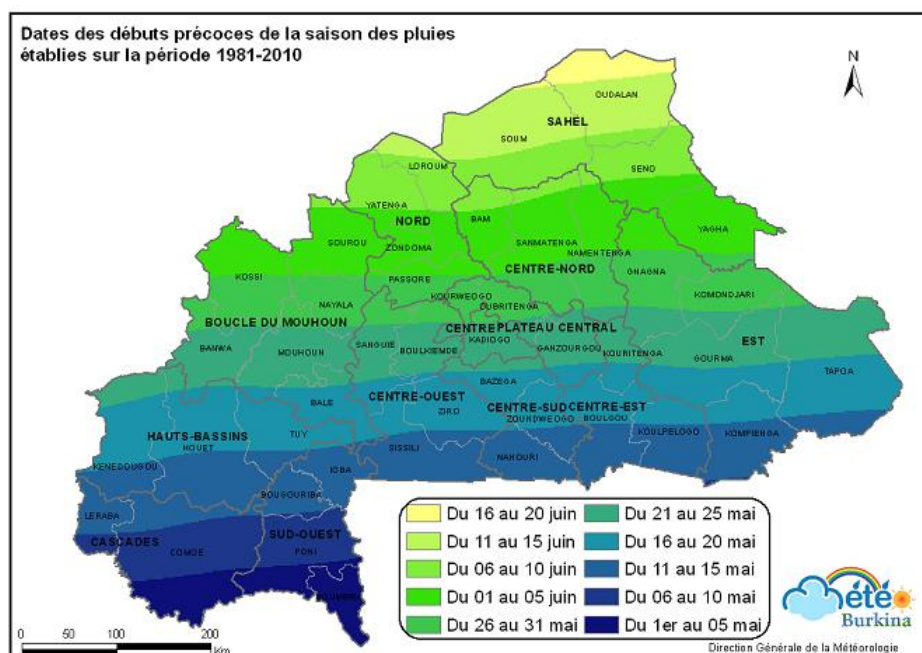 Dates des débuts précoces de la saison des pluies
établies sur la période 1981-2010
N
OUDALAN
SAHEL
SOUM
LOROUM
SENO
YATENGA
NORD
BAM
YAGHA
SOUROU
ZONDOMA
SANMATENGA
NAMENTENGA
CENTRE-NORD
GNAGNA
KOSSI
PASSORE
KOMONDJARI
KOURWEOGO
OUBRITENGA
NAYALA
BOUCLE DU MOUHOUN
CENTRE
PLATEAU CENTRAL
KADIOGO
EST
BANWA
MOUHOUN
SANGUIE
BOULKIEMDE
GANZOURGOU
KOURITENGA
GOURMA
TAPOA
BAZEGA
CENTRE-OUEST
BALE
ZIRO
CENTRE-SUD
CENTRE-EST
ZOUNDWEOGO
BOULGOU
HAUTS-BASSINS
HOUET
TUY
KOULPELOGO
KOMPIENGA
SISSILI
NAHOURI
KENEDOUGOU
IOBA
BOUGOURIBA
LERABA
CASCADES
COMOE
SUD-OUEST
PONI
Du 16 au 20 juin
Du 11 au 15 juin
Du 06 au 10 juin
Du 01 au 05 juin
Du 26 au 31 mai
Du 21 au 25 mai
Du 16 au 20 mai
Du 11 au 15 mai
Du 06 au 10 mai
Du 1er au 05 mai
0 50 100 200
Km
Météo
Burkina
Direction Générale de la Météorologie